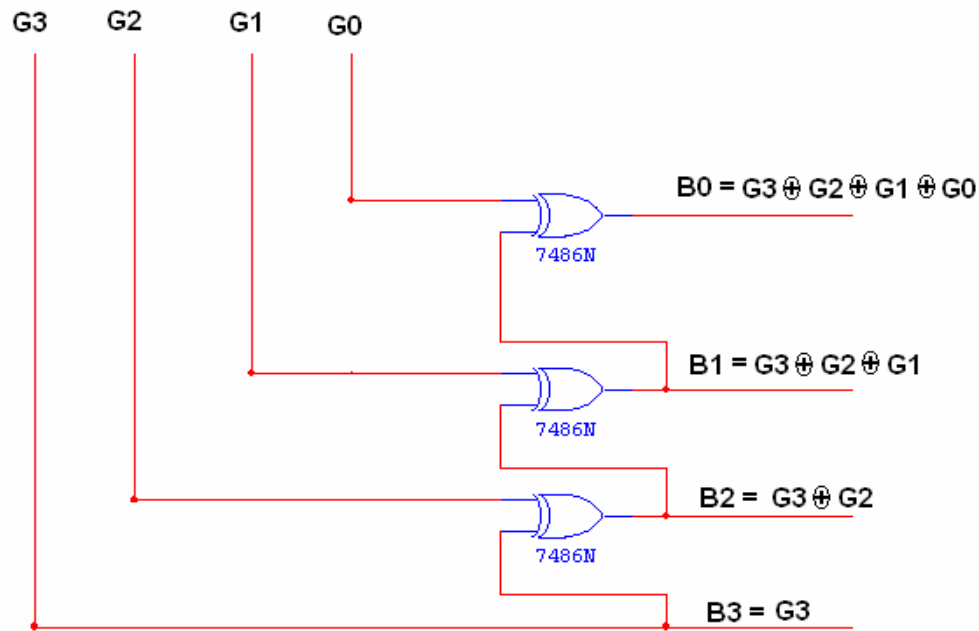 G3 G2 G1 G0
B0 = G3 ⊕ G2 ⊕ G1 ⊕ G0
7486N
B1 = G3 ⊕ G2 ⊕ G1
7486N
B2 = G3 ⊕ G2
7486N
B3 = G3